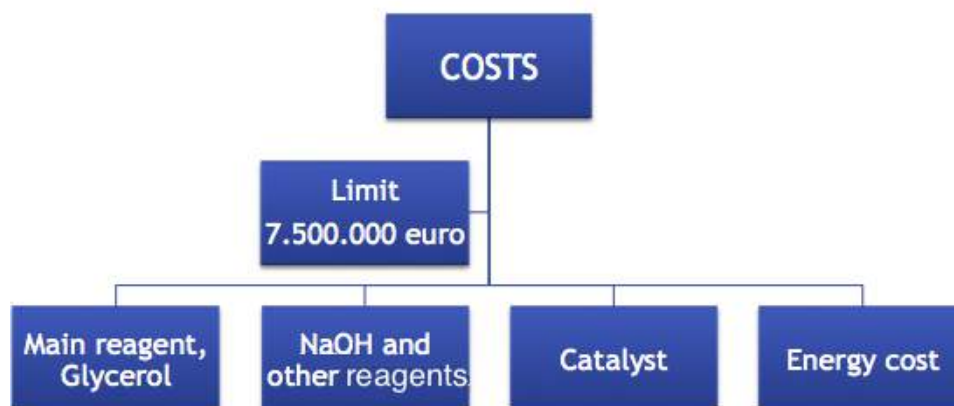 COSTS
Limit
7.500.000 euro
Main reagent,
Glycerol
NaOH and
other reagents.
Catalyst
Energy cost